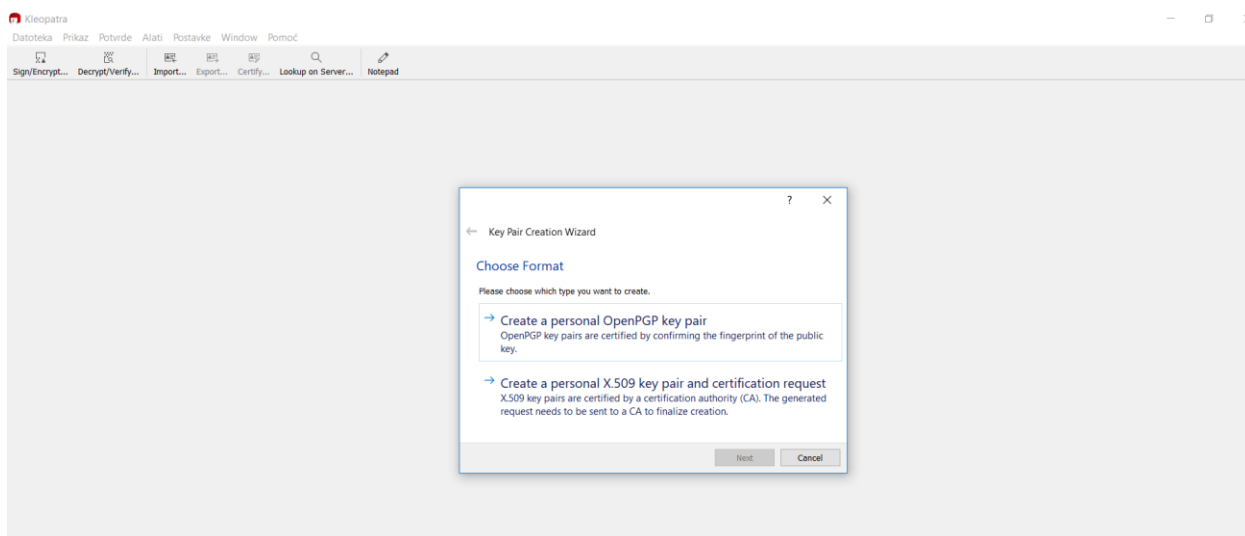 Kleopatra
Datoteka Prikaz Potvrde Alati Postavke Window Pomoć
Sign/Encrypt... Decrypt/Verify... Import... Export... Certify... Lookup on Server... Notepad
?
Key Pair Creation Wizard
Choose Format
Please choose which type you want to create.
Create a personal OpenPGP key pair
OpenPGP key pairs are certified by confirming the fingerprint of the public
key.
Create a personal X.509 key pair and certification request
X.509 key pairs are certified by a certification authority (CA). The generated
request needs to be sent to a CA to finalize creation.
Next Cancel